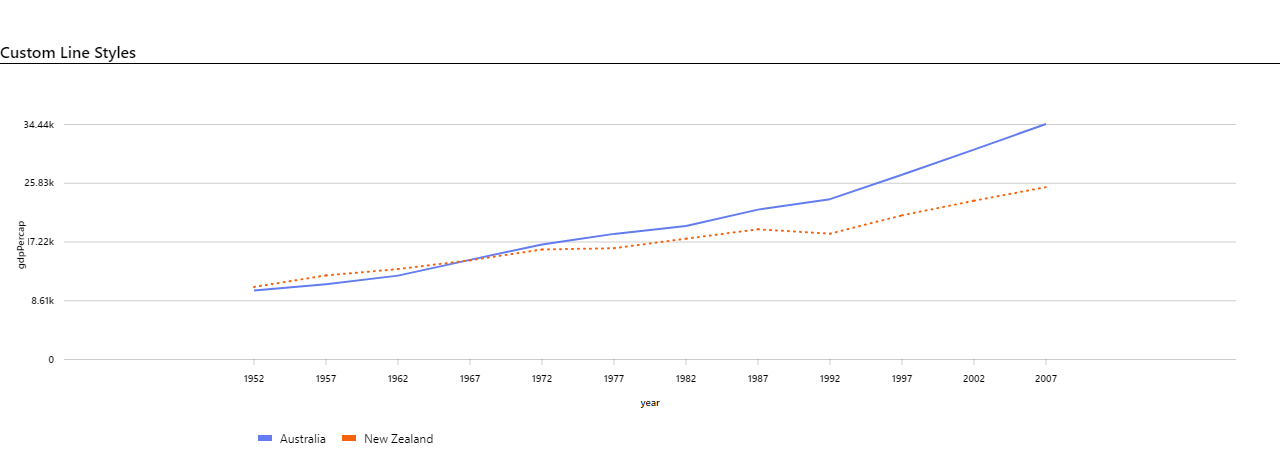 Custom Line Styles
34.44k
25.83k
17.22k
8.61k
0
gdpPercap
1952 1957 1962 1967 1972 1977 1982 1987 1992 1997 2002 2007
year
Australia New Zealand